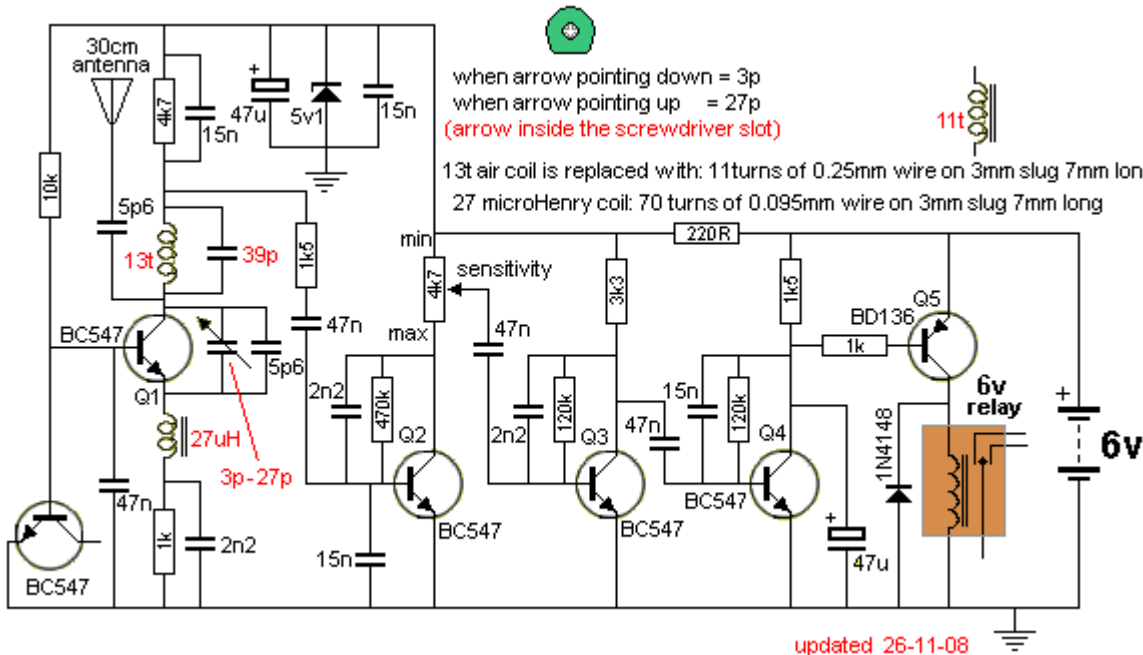 30cm
antenna
4k7
15n
47u
+
5v1
15n
when arrow pointing down = 3p
when arrow pointing up = 27p
(arrow inside the screwdriver slot)
11t
13t air coil is replaced with: 11turns of 0.25mm wire on 3mm slug 7mm lon
27 microHenry coil: 70 turns of 0.095mm wire on 3mm slug 7mm long
10k
5p6
13t
39p
1k5
min
4k7
sensitivity
max
220R
3k3
1k5
Q5
BD136
1k
BC547
Q1
5p6
47n
2n2
470k
Q2
47n
2n2
120k
Q3
47n
15n
120k
Q4
6v
relay
1N4148
+
6v
27uH
3p-27p
47n
1k
2n2
15n
BC547
BC547
BC547
BC547
+
47u
updated 26-11-08